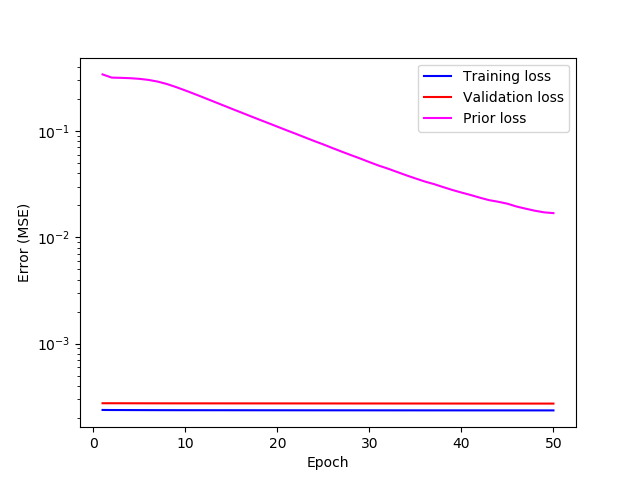 Training loss
Validation loss
Prior loss
10⁻¹
10⁻²
10⁻³
Error (MSE)
0 10 20 30 40 50
Epoch